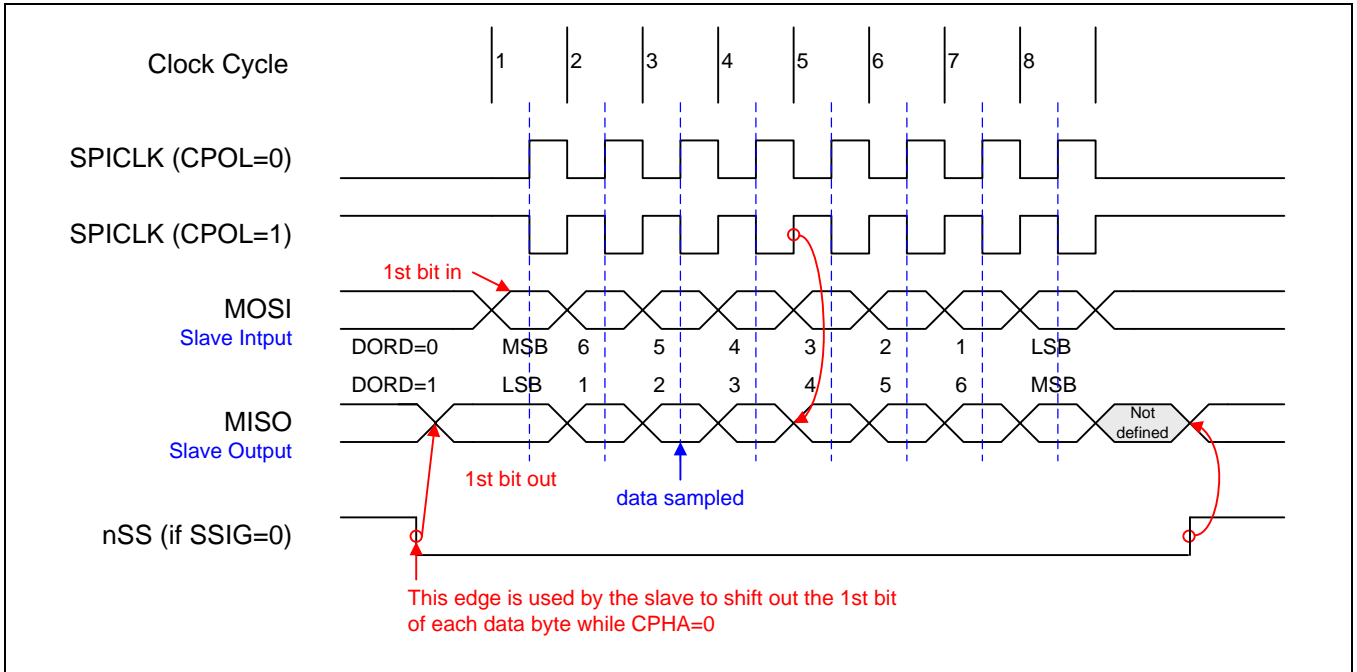 Clock Cycle 1 2 3 4 5 6 7 8
SPICLK (CPOL=0)
SPICLK (CPOL=1)
1st bit in
MOSI
Slave Intput
DORD=0 MSB 6 5 4 3 2 1 LSB
DORD=1 LSB 1 2 3 4 5 6 MSB
MISO
Slave Output
Not
defined
1st bit out
data sampled
nSS (if SSIG=0)
This edge is used by the slave to shift out the 1st bit
of each data byte while CPHA=0